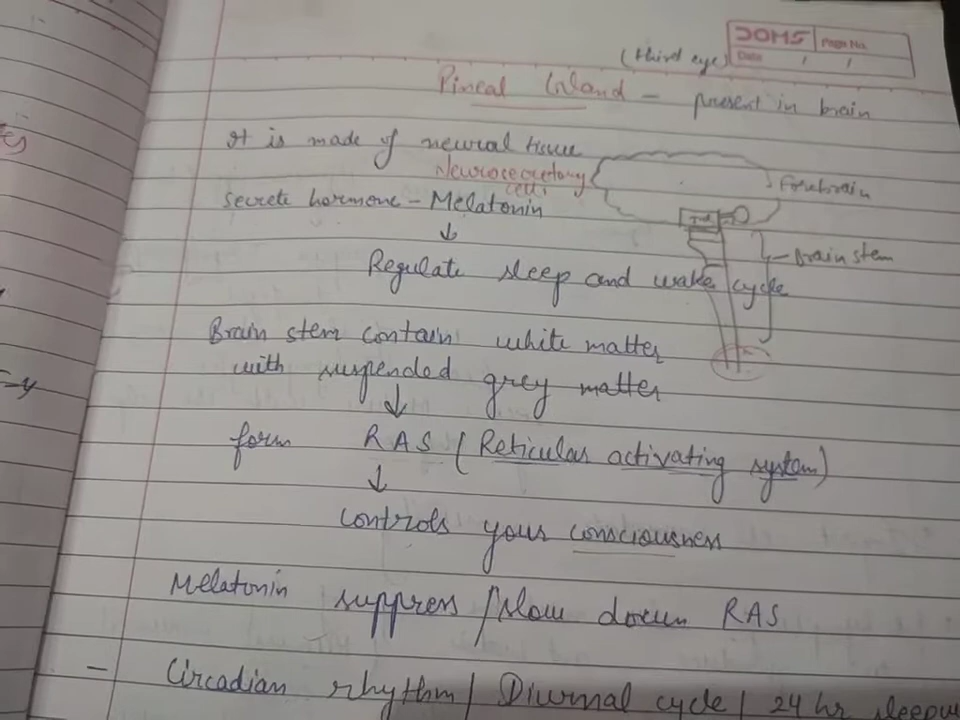 DOMS
Page No.
Date / /
(third eye)
Pineal Gland - present in brain
It is made of neural tissue
Neurosecretory
cells
Forebrain
secrete hormone - Melatonin
↓
Brain stem
Regulate sleep and wake cycle
Brain stem contain white matter
with suspended grey matter
↓
form RAS (Reticular activating system)
↓
controls your consciousness
Melatonin suppress / slow down RAS
- Circadian rhythm / Diurnal cycle / 24 hr